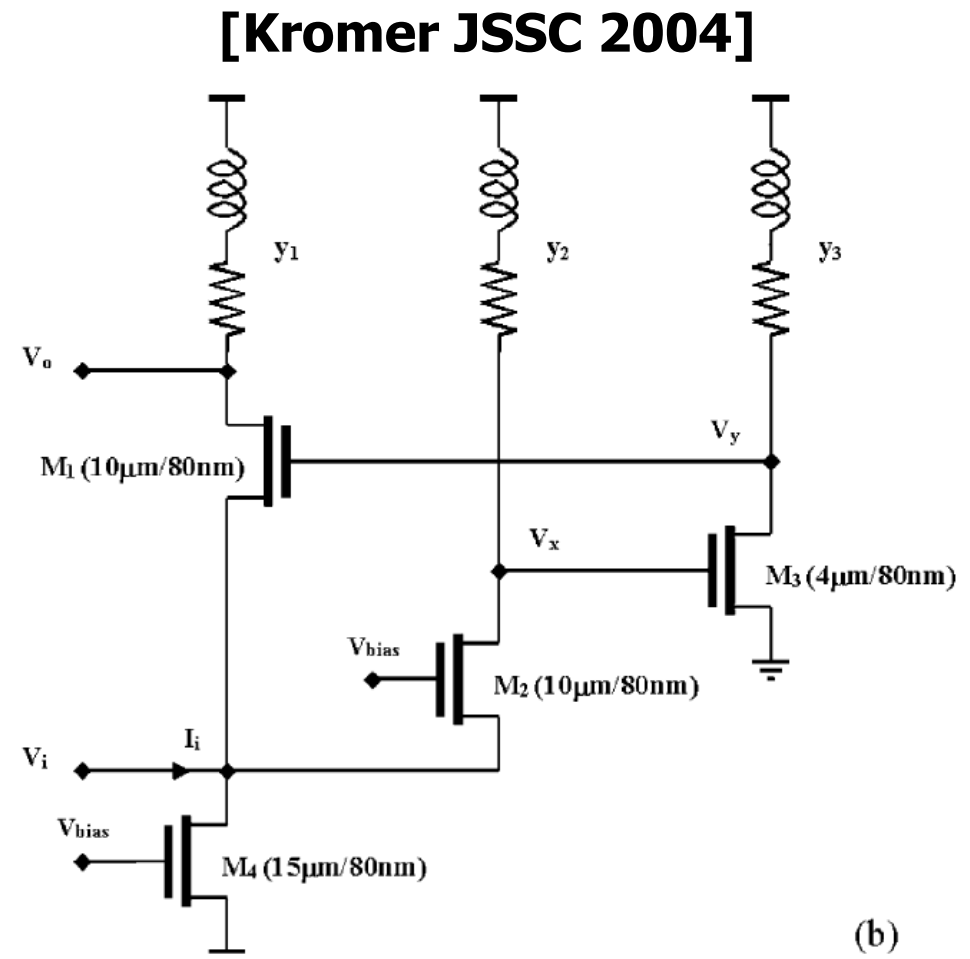 [Kromer JSSC 2004]
y1
y2
y3
Vo
Vy
M1 (10μm/80nm)
Vx
M3 (4μm/80nm)
Vbias
M2 (10μm/80nm)
Ii
Vi
Vbias
M4 (15μm/80nm)
(b)